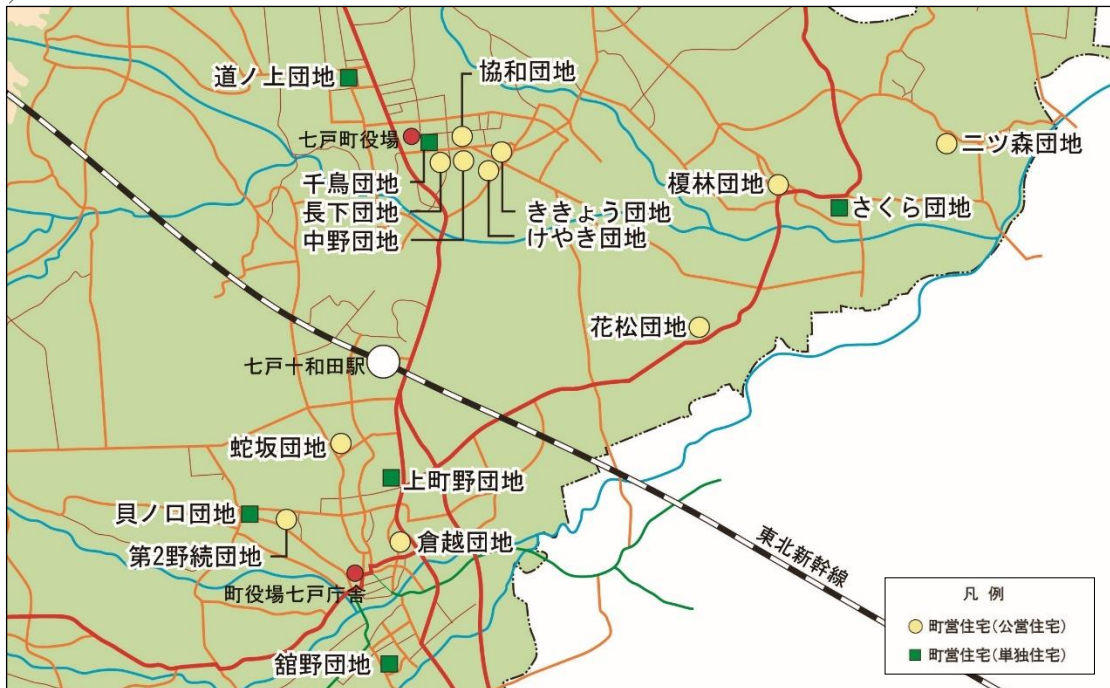 道ノ上団地
協和団地
七戸町役場
二ツ森団地
千鳥団地
榎林団地
長下団地
ききょう団地
さくら団地
中野団地
けやき団地
花松団地
七戸十和田駅
蛇坂団地
上町野団地
貝ノ口団地
第2野続団地
倉越団地
東北新幹線
町役場七戸庁舎
舘野団地
凡 例
町営住宅(公営住宅)
町営住宅(単独住宅)